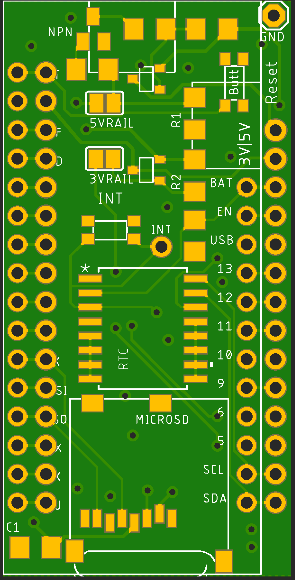 NPN
GND
Reset
Butt
5VRAIL
R1
3V|5V
3VRAIL
R2
BAT
INT
EN
INT
USB
*
13
12
11
RTC
10
9
6
MICROSD
5
SCL
SDA
C1